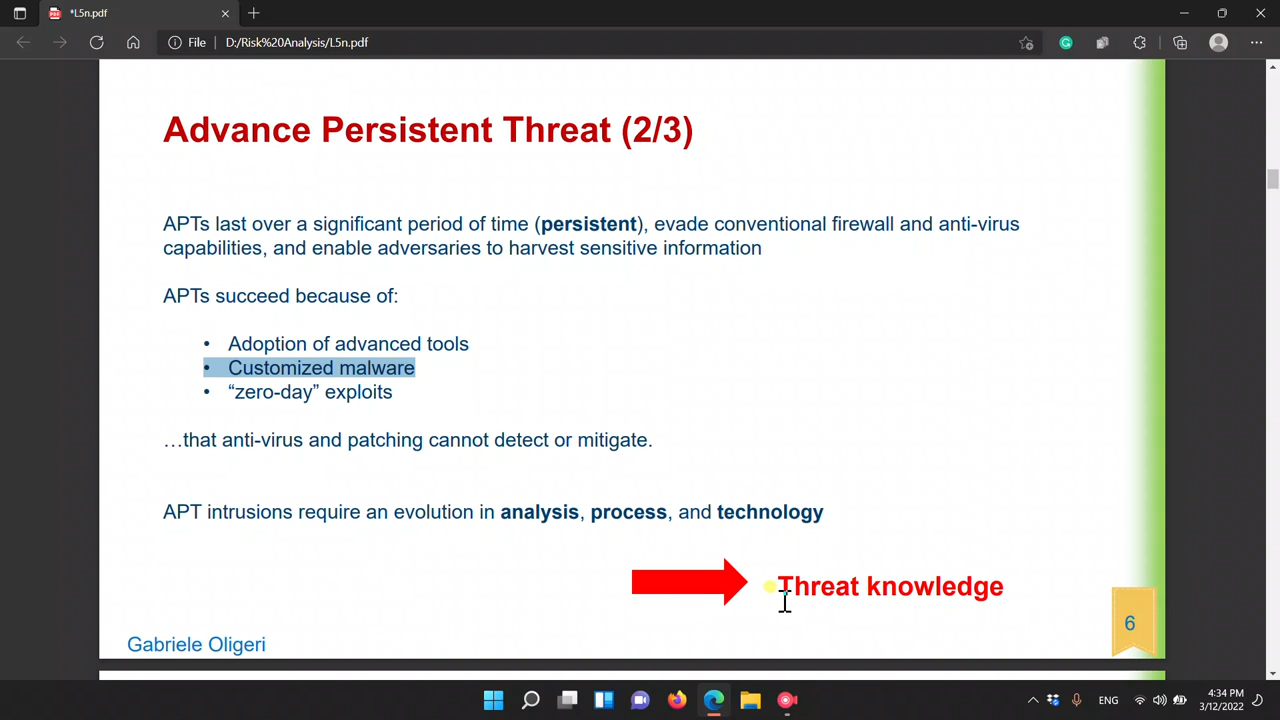 *L5n.pdf
File
D:/Risk%20Analysis/L5n.pdf
Advance Persistent Threat (2/3)
APTs last over a significant period of time (persistent), evade conventional firewall and anti-virus
capabilities, and enable adversaries to harvest sensitive information
APTs succeed because of:
• Adoption of advanced tools
• Customized malware
• “zero-day” exploits
…that anti-virus and patching cannot detect or mitigate.
APT intrusions require an evolution in analysis, process, and technology
Threat knowledge
6
Gabriele Oligeri
ENG
4:34 PM
3/12/2022